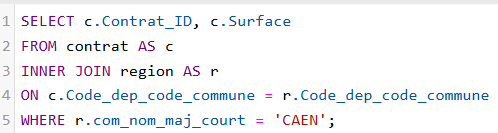 1 SELECT c.Contrat_ID, c.Surface
2 FROM contrat AS c
3 INNER JOIN region AS r
4 ON c.Code_dep_code_commune = r.Code_dep_code_commune
5 WHERE r.com_nom_maj_court = 'CAEN';